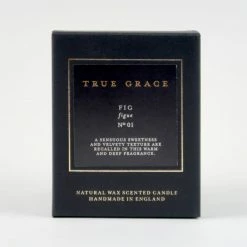 TRUE GRACE
FIG
figue
Nº 01
A SENSUOUS SWEETNESS
AND VELVETY TEXTURE ARE
RECALLED IN THIS WARM
AND DEEP FRAGRANCE.
NATURAL WAX SCENTED CANDLE
HANDMADE IN ENGLAND